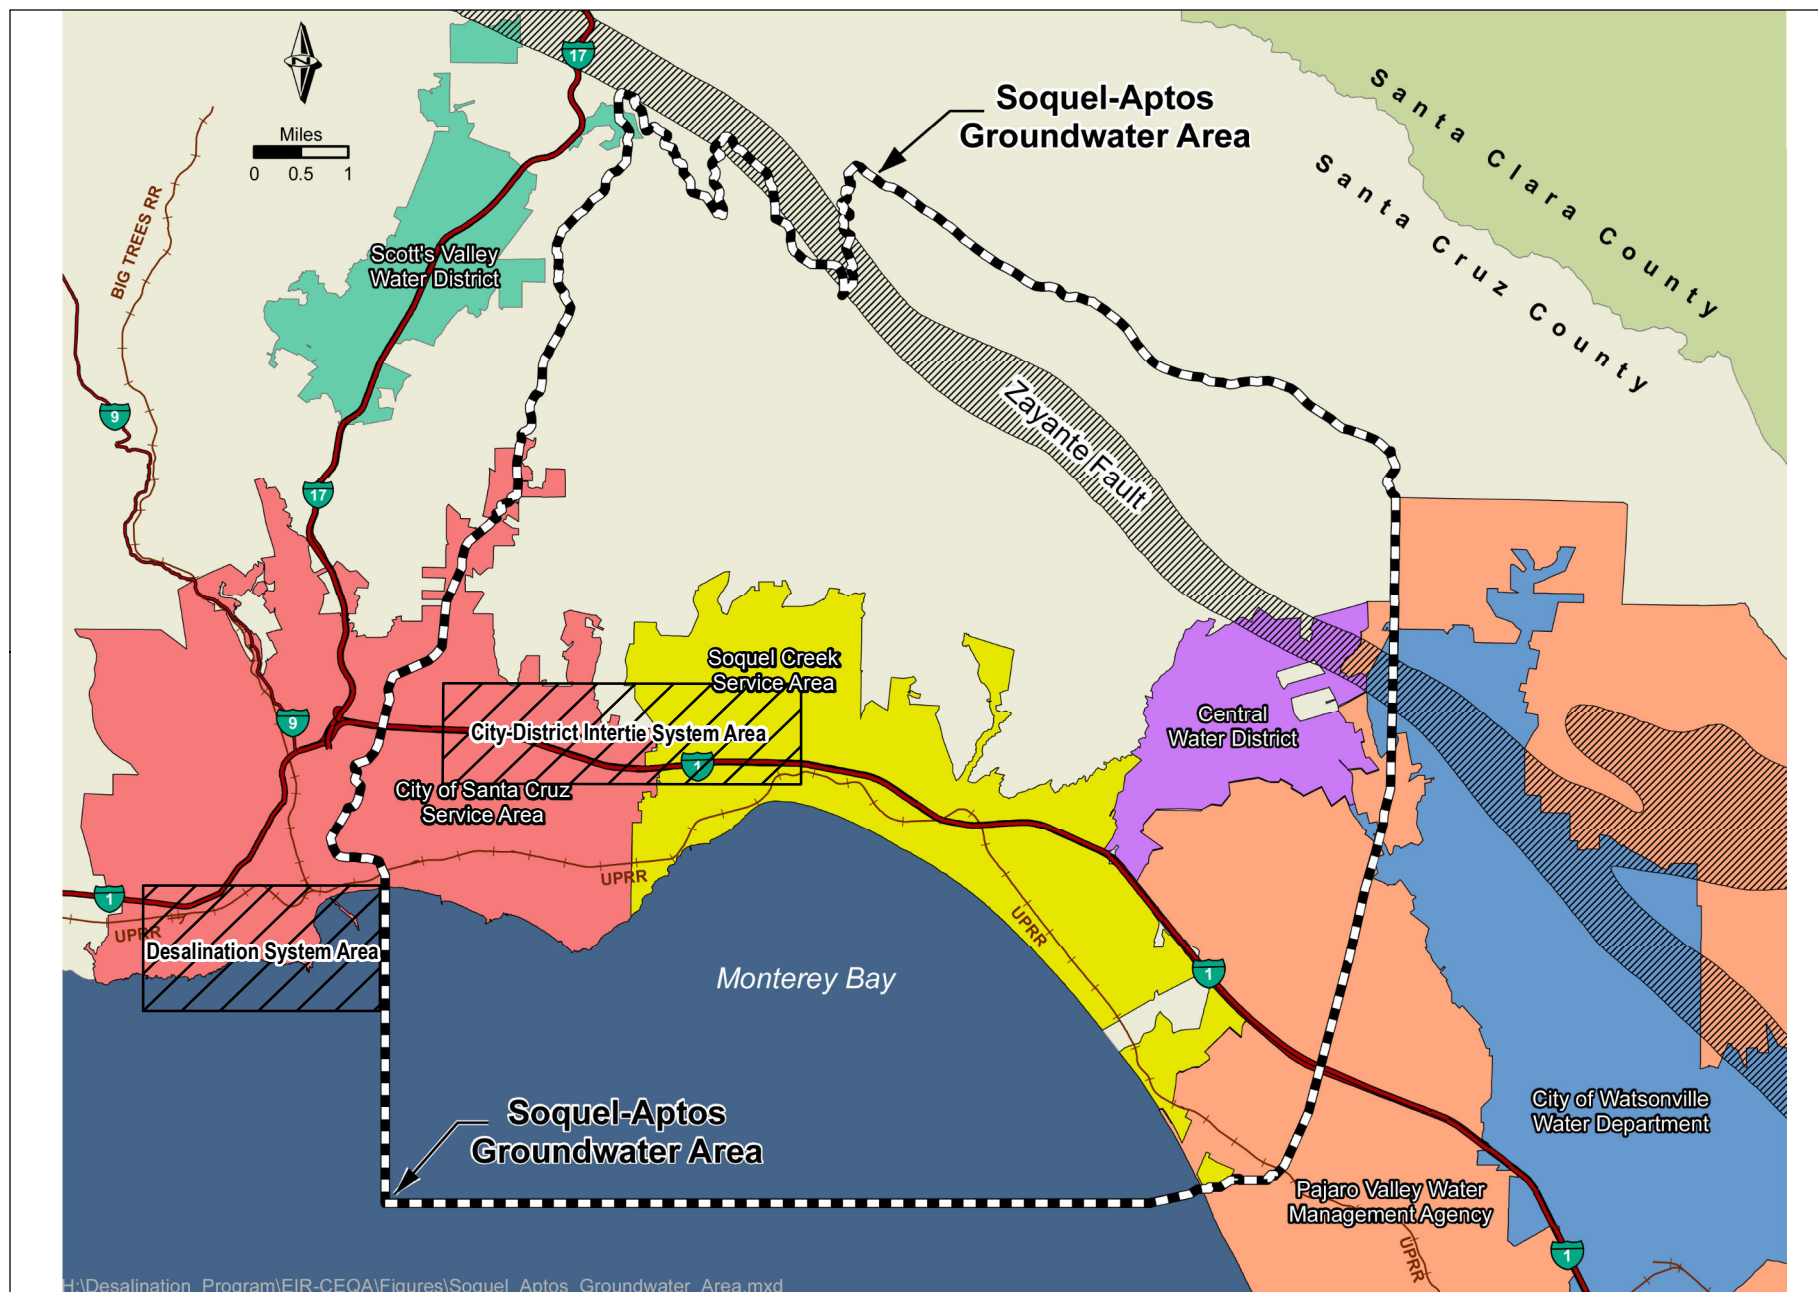 N
Miles
0 0.5 1
17
Soquel-Aptos
Groundwater Area
Santa Clara County
Santa Cruz County
BIG TREES RR
Scott's Valley
Water District
9
17
Zayante Fault
Soquel Creek
Service Area
9
City-District Intertie System Area
1
Central
Water District
City of Santa Cruz
Service Area
UPRR
1
UPRR
Desalination System Area
UPRR
Monterey Bay
1
Soquel-Aptos
Groundwater Area
City of Watsonville
Water Department
Pajaro Valley Water
Management Agency
UPRR
1
H:\Desalination_Program\EIR-CEQA\Figures\Soquel_Aptos_Groundwater_Area.mxd